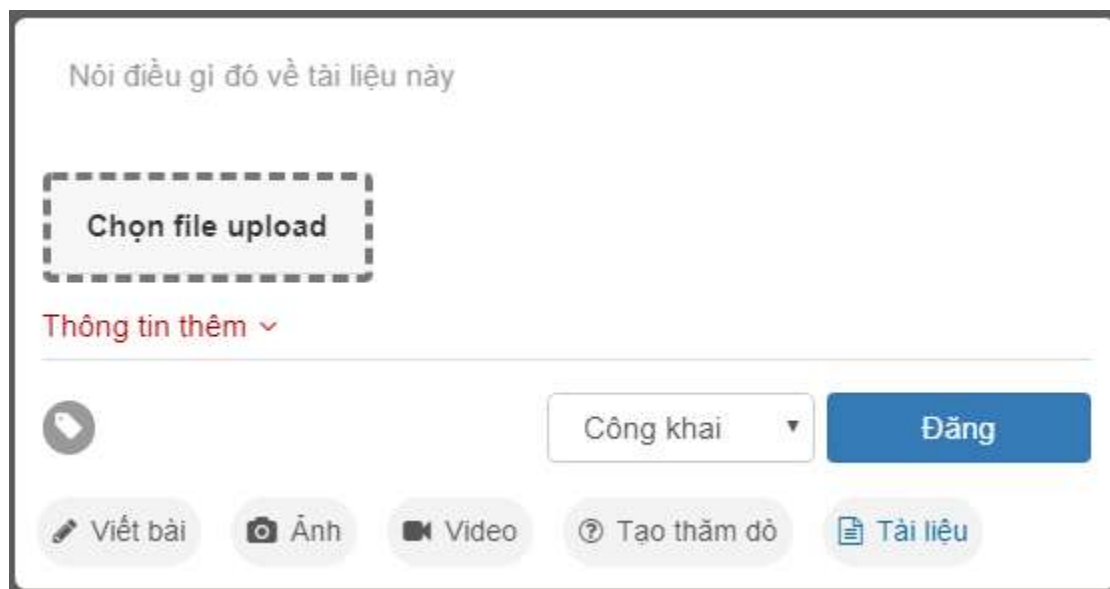 Nói điều gì đó về tài liệu này
Chọn file upload
Thông tin thêm
Công khai Đăng
Viết bài Ảnh Video Tạo thăm dò Tài liệu